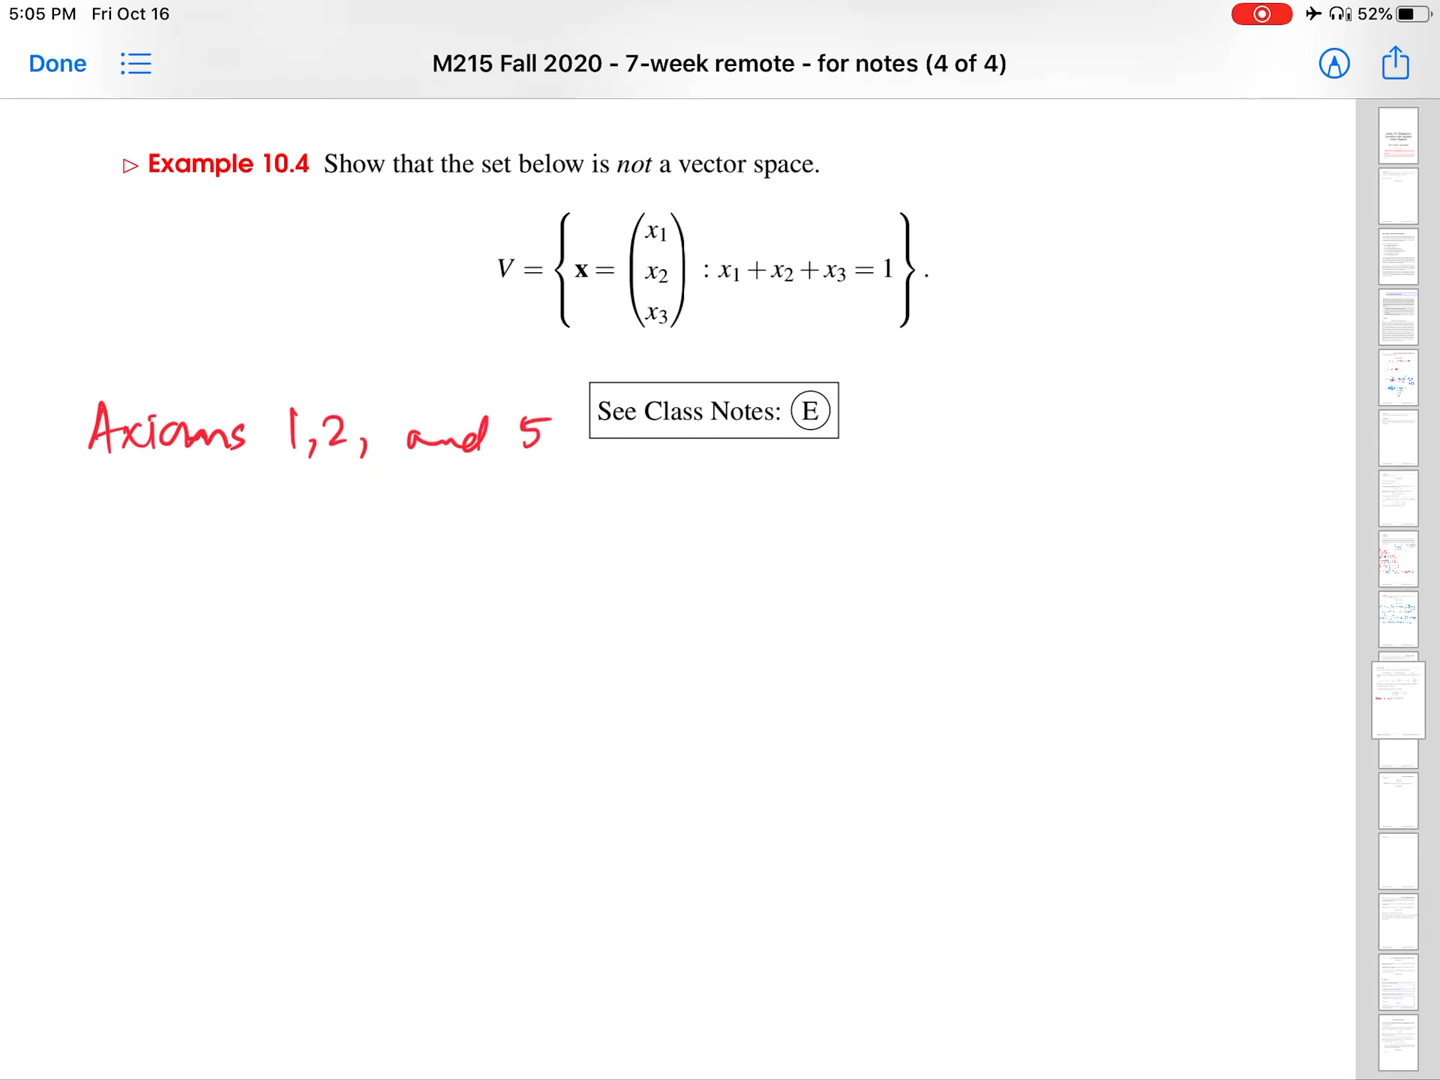 5:05 PM Fri Oct 16 52%
Done M215 Fall 2020 - 7-week remote - for notes (4 of 4)
▷ Example 10.4 Show that the set below is not a vector space.
V = { x = ( x1 x2 x3 ) : x1 + x2 + x3 = 1 } .
See Class Notes: E
Axioms 1,2, and 5